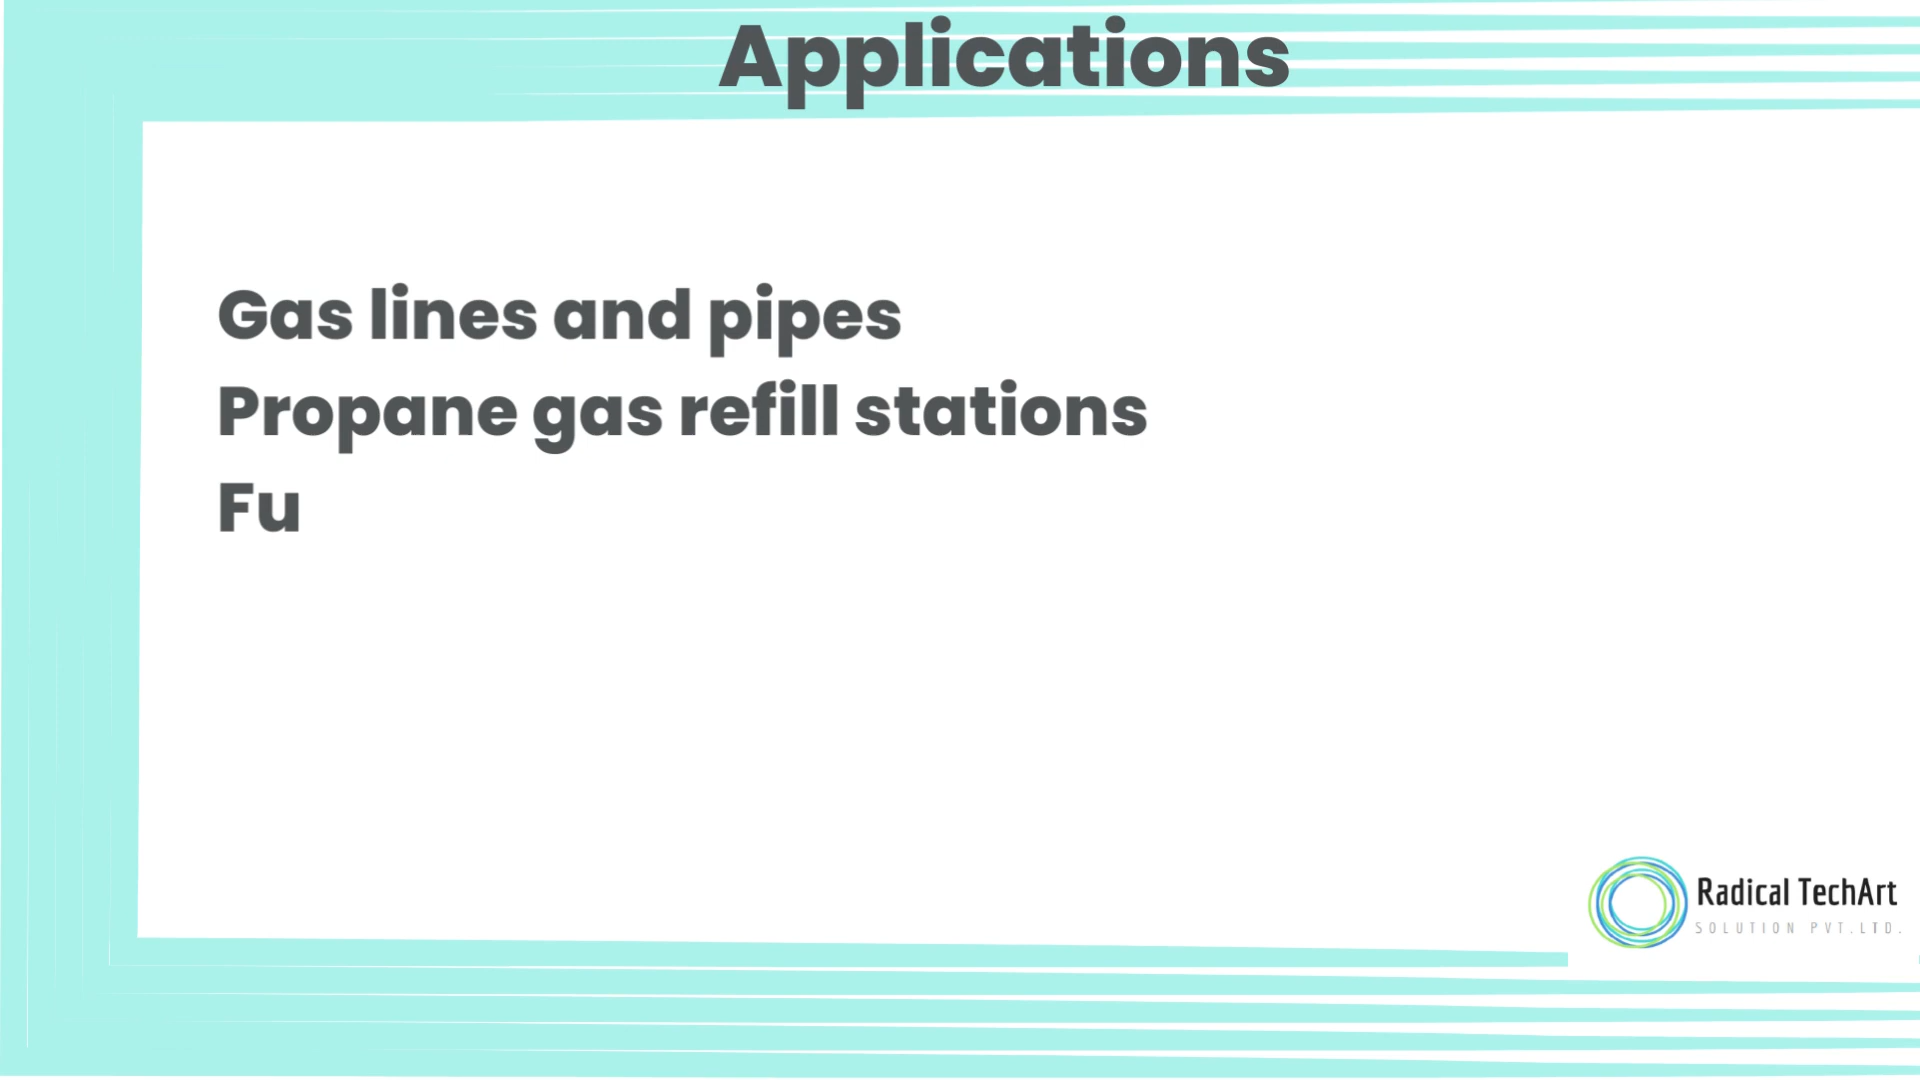 Applications
Gas lines and pipes
Propane gas refill stations
Fu
Radical TechArt
SOLUTION PVT.LTD.